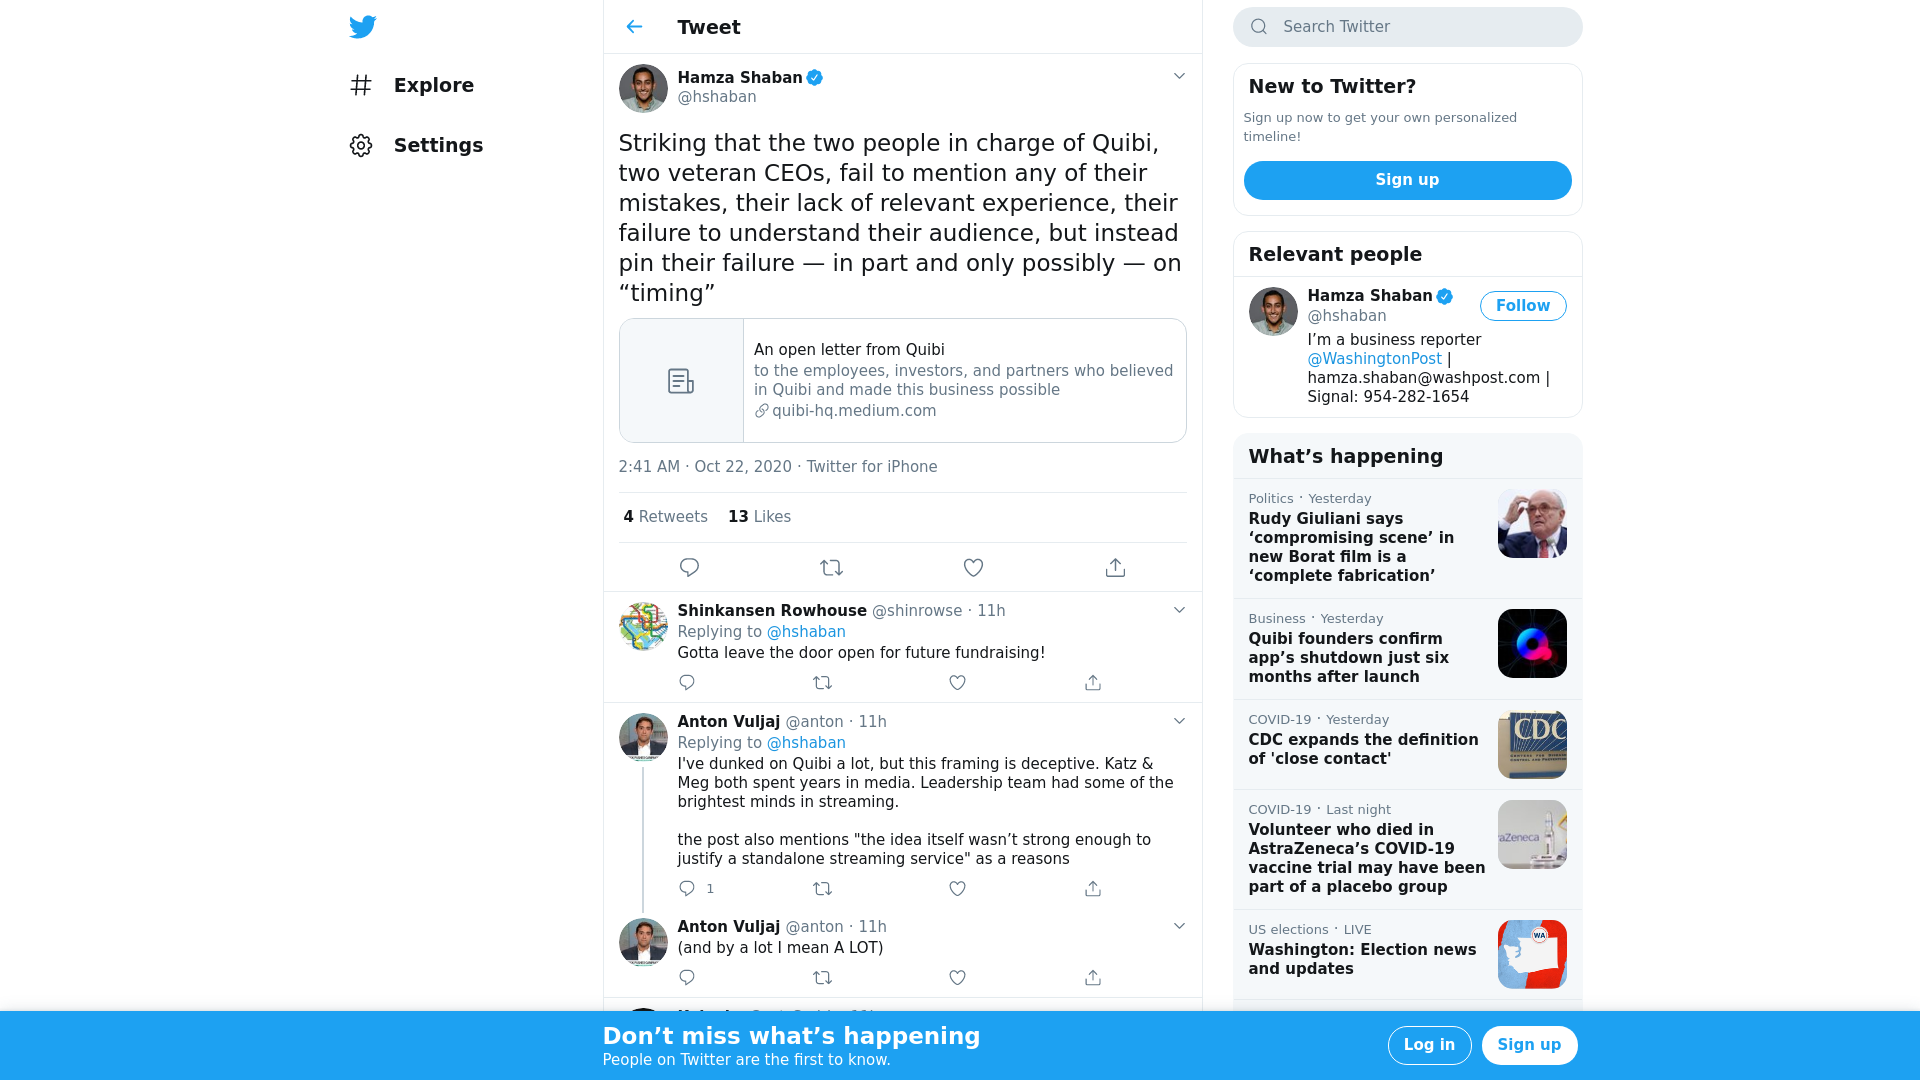 Explore
Settings
Tweet
Hamza Shaban
@hshaban
Striking that the two people in charge of Quibi,
two veteran CEOs, fail to mention any of their
mistakes, their lack of relevant experience, their
failure to understand their audience, but instead
pin their failure — in part and only possibly — on
“timing”
An open letter from Quibi
to the employees, investors, and partners who believed
in Quibi and made this business possible
quibi-hq.medium.com
2:41 AM · Oct 22, 2020 · Twitter for iPhone
4 Retweets 13 Likes
Shinkansen Rowhouse @shinrowse · 11h
Replying to @hshaban
Gotta leave the door open for future fundraising!
Anton Vuljaj @anton · 11h
Replying to @hshaban
I've dunked on Quibi a lot, but this framing is deceptive. Katz &
Meg both spent years in media. Leadership team had some of the
brightest minds in streaming.
the post also mentions "the idea itself wasn’t strong enough to
justify a standalone streaming service" as a reasons
1
Anton Vuljaj @anton · 11h
(and by a lot I mean A LOT)
Search Twitter
New to Twitter?
Sign up now to get your own personalized
timeline!
Sign up
Relevant people
Hamza Shaban
@hshaban
Follow
I’m a business reporter
@WashingtonPost |
hamza.shaban@washpost.com |
Signal: 954-282-1654
What’s happening
Politics · Yesterday
Rudy Giuliani says
‘compromising scene’ in
new Borat film is a
‘complete fabrication’
Business · Yesterday
Quibi founders confirm
app’s shutdown just six
months after launch
COVID-19 · Yesterday
CDC expands the definition
of 'close contact'
CDC
COVID-19 · Last night
Volunteer who died in
AstraZeneca’s COVID-19
vaccine trial may have been
part of a placebo group
raZeneca
US elections · LIVE
Washington: Election news
and updates
WA
Don’t miss what’s happening
People on Twitter are the first to know.
Log in
Sign up